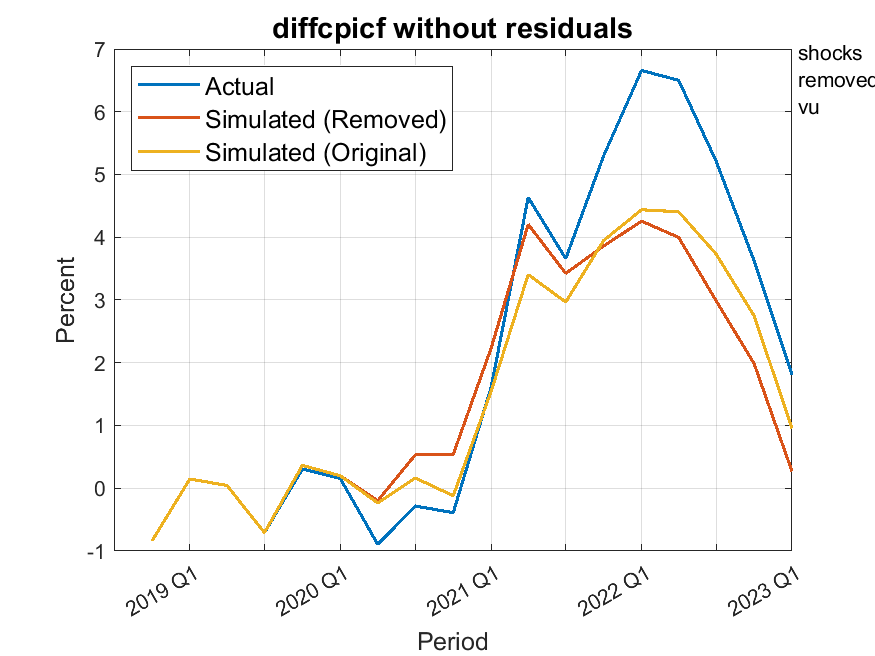 diffcpicf without residuals
shocks
removed
vu
Actual
Simulated (Removed)
Simulated (Original)
7
6
5
4
3
2
1
0
-1
Percent
2019 Q1
2020 Q1
2021 Q1
2022 Q1
2023 Q1
Period